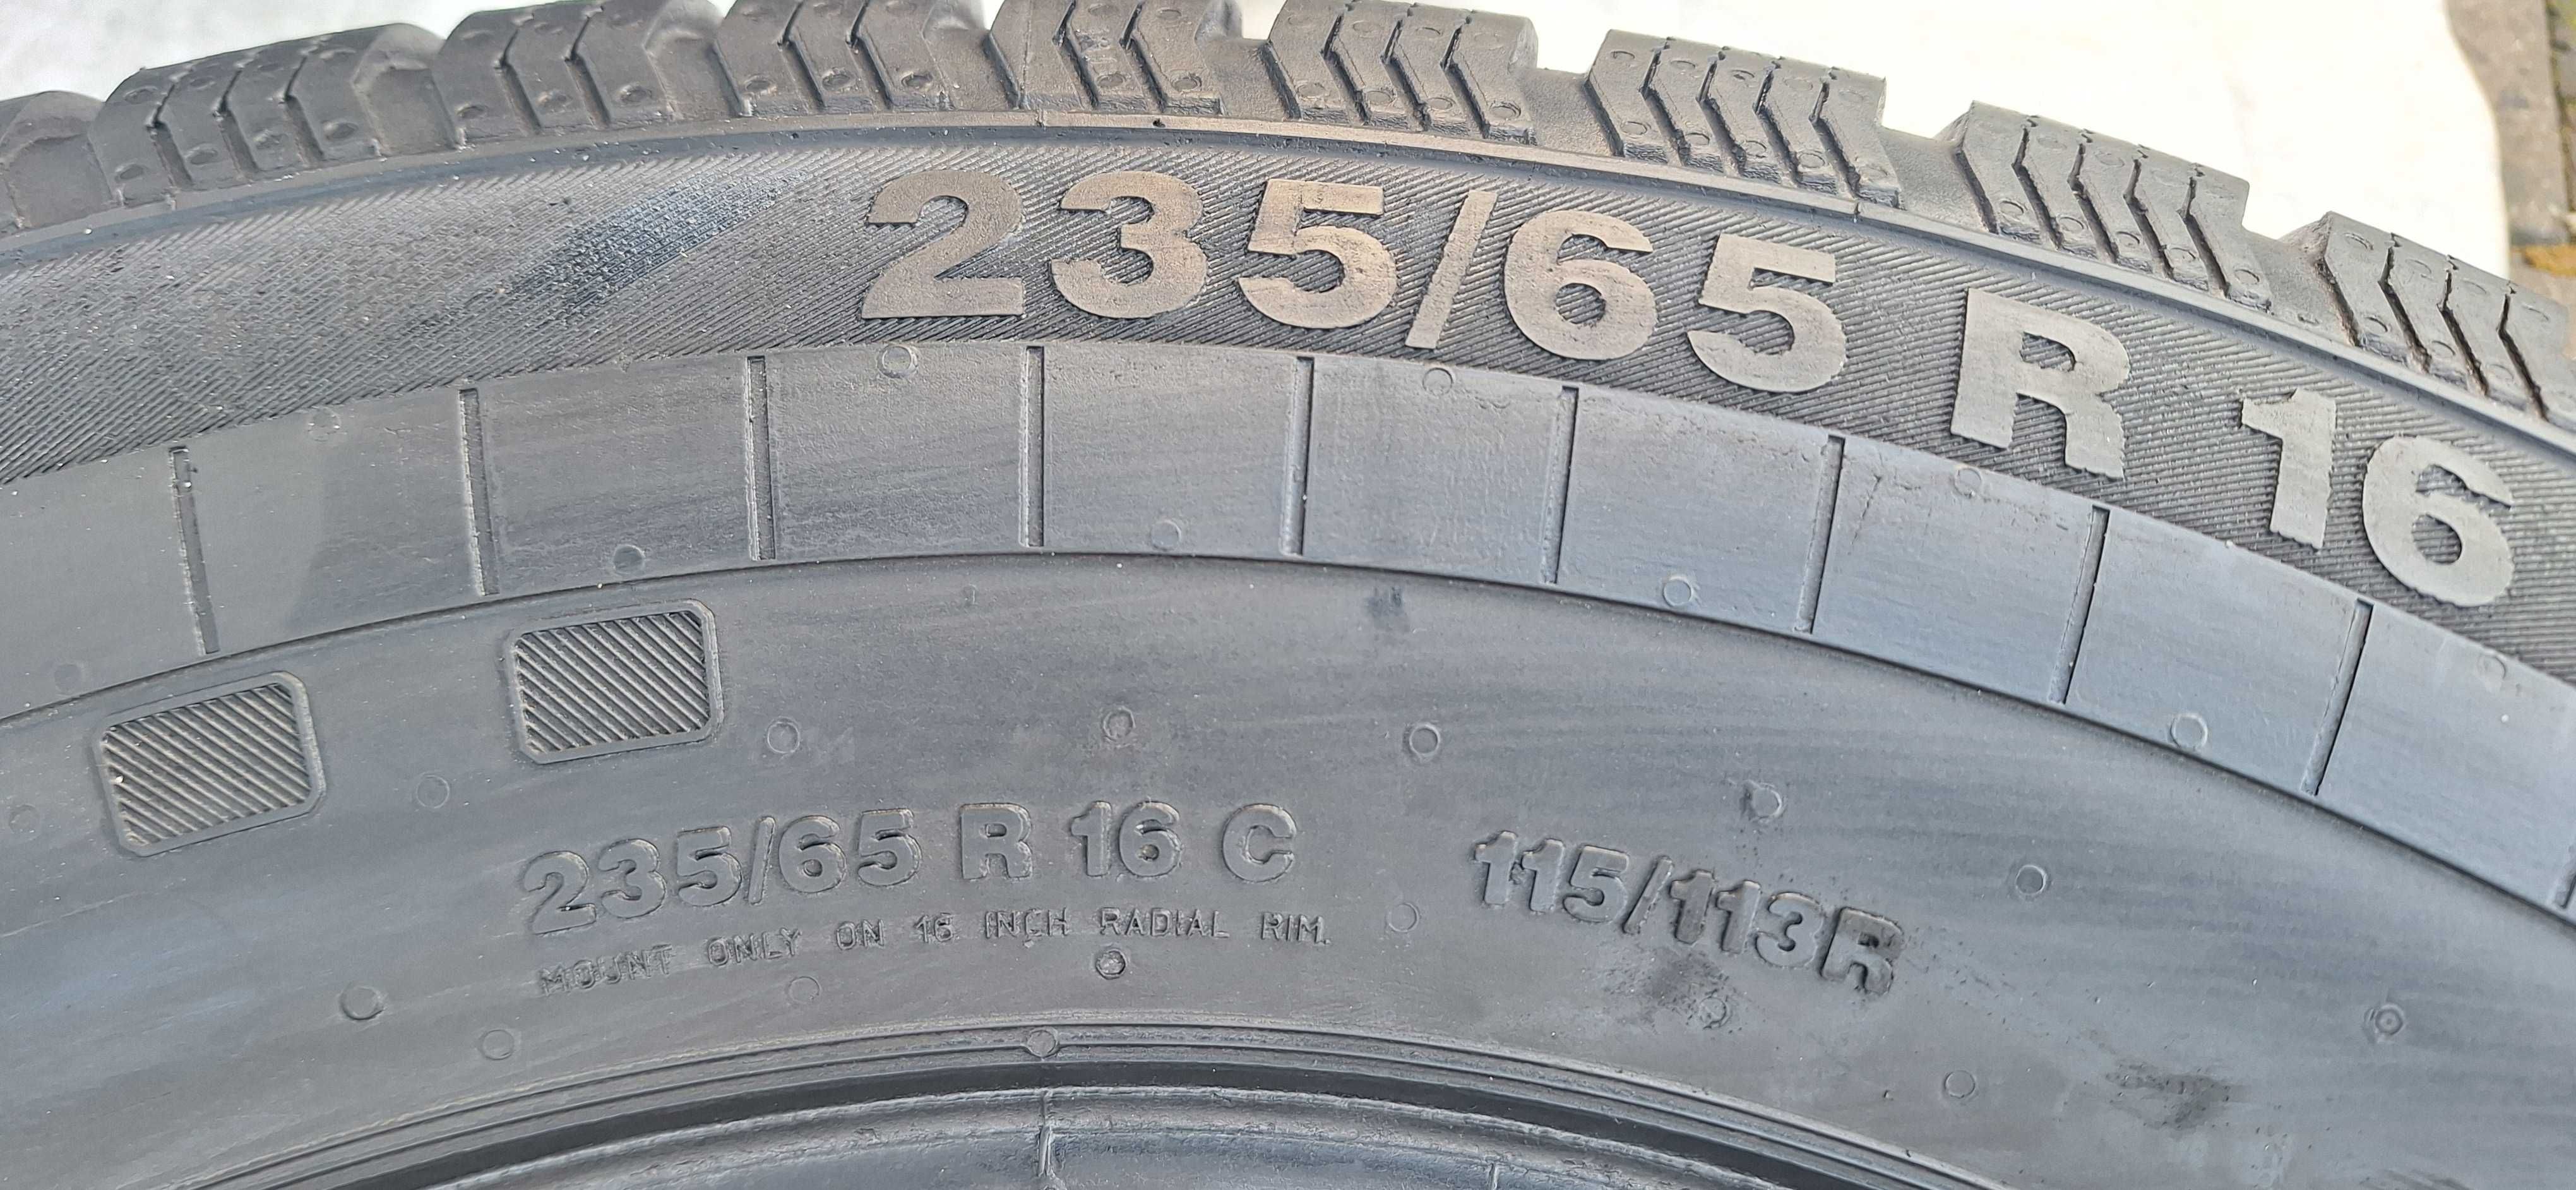 235/65 R 16
235/65 R 16 C 115/113R
MOUNT ONLY ON 16 INCH RADIAL RIM.